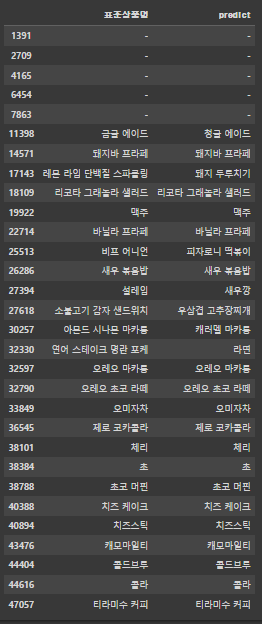 표준상품명 predict
1391 - -
2709 - -
4165 - -
6454 - -
7863 - -
11398 금귤 에이드 청귤 에이드
14571 돼지바 프라페 돼지바 프라페
17143 레몬 라임 단백질 스파클링 돼지 두루치기
18109 리코타 그래놀라 샐러드 리코타 그래놀라 샐러드
19922 맥주 맥주
22714 바닐라 프라페 바닐라 프라페
25513 비프 어니언 피자로니 떡볶이
26286 새우 볶음밥 새우 볶음밥
27394 설레임 새우깡
27618 소불고기 감자 샌드위치 우삼겹 고추장찌개
30257 아몬드 시나몬 마카롱 캐러멜 마카롱
32330 연어 스테이크 명란 포케 라면
32597 오레오 마카롱 오레오 마카롱
32790 오레오 초코 라떼 오레오 초코 라떼
33849 오미자차 오미자차
36545 제로 코카콜라 제로 코카콜라
38101 체리 체리
38384 초 초
38788 초코 머핀 초코 머핀
40388 치즈 케이크 치즈 케이크
40894 치즈스틱 치즈스틱
43476 캐모마일티 캐모마일티
44404 콜드브루 콜드브루
44616 콜라 콜라
47057 티라미수 커피 티라미수 커피